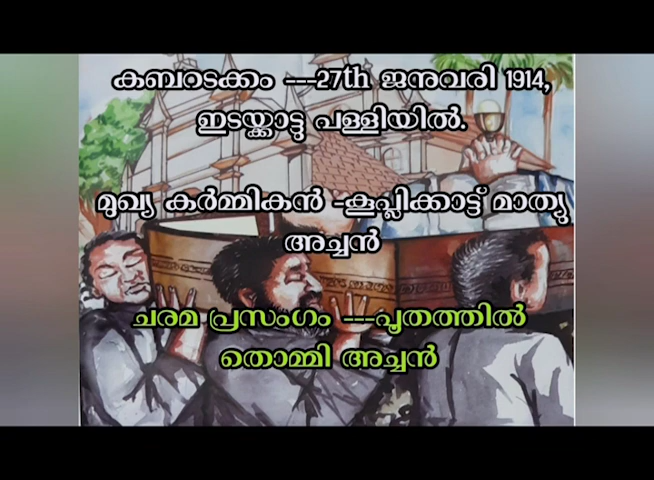 കബറടക്കം ---27th ജനുവരി 1914,
ഇടയ്ക്കാട്ടു പള്ളിയിൽ.
മുഖ്യ കർമ്മികൻ -കൂപ്ലിക്കാട്ട് മാത്യു
അച്ചൻ
ചരമ പ്രസംഗം ---പൂതത്തിൽ
തൊമ്മി അച്ചൻ